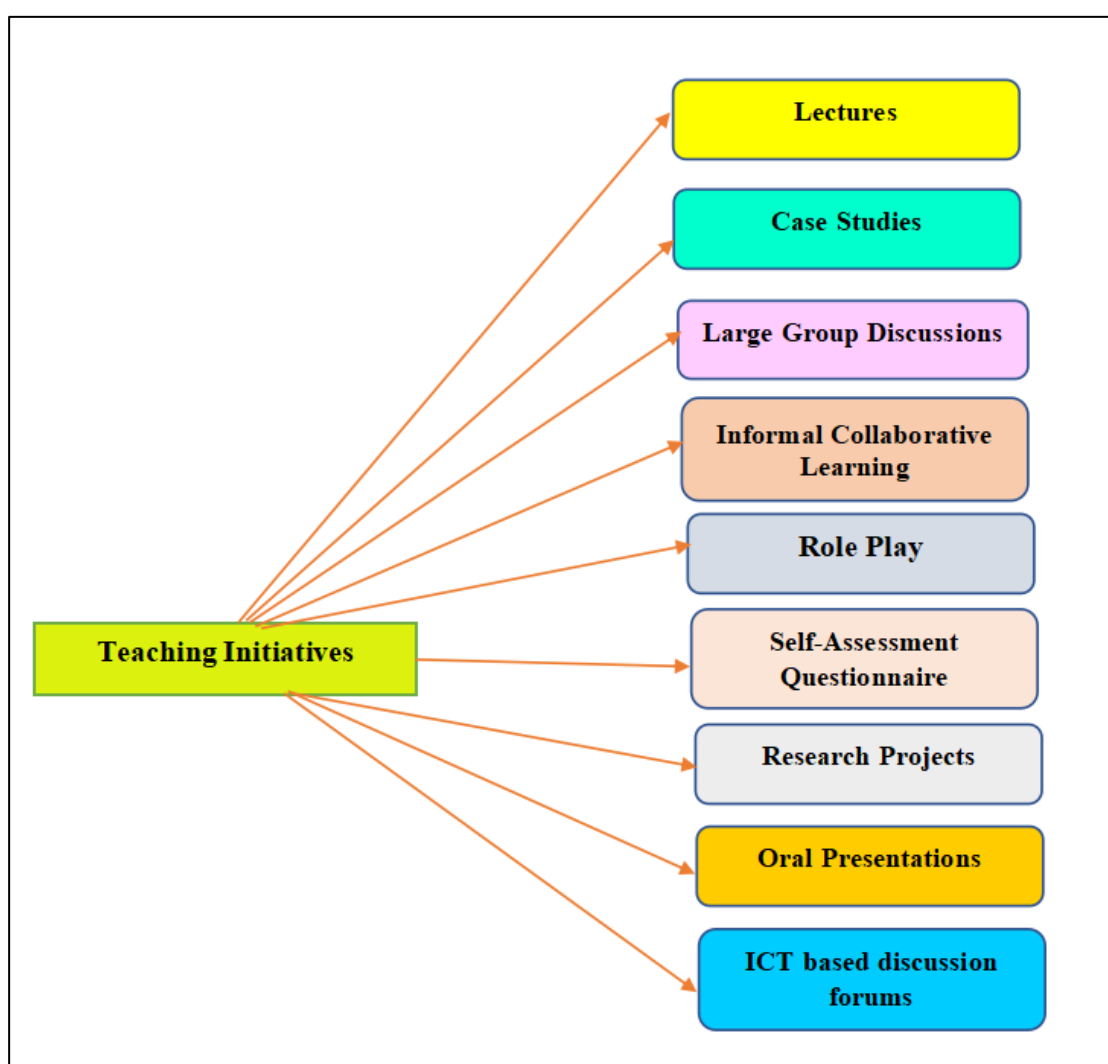 Lectures
Case Studies
Large Group Discussions
Informal Collaborative
Learning
Role Play
Teaching Initiatives
Self-Assessment
Questionnaire
Research Projects
Oral Presentations
ICT based discussion
forums